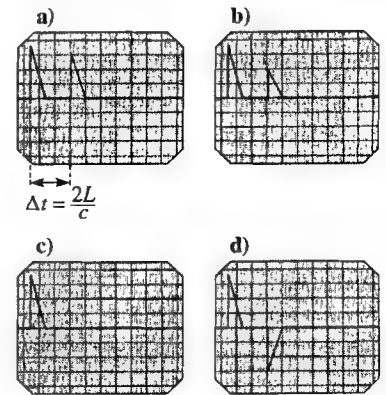 a)
b)
Δt = 2L/c
c)
d)